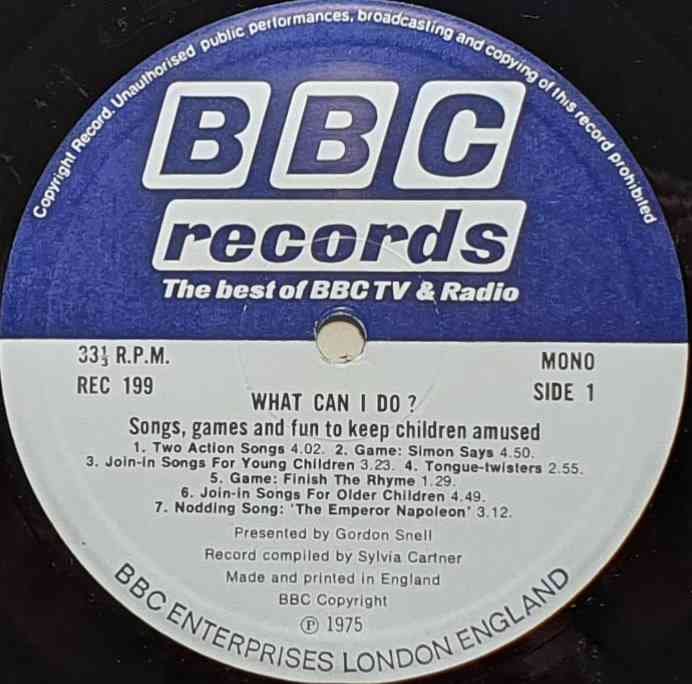 Copyright Record. Unauthorised public performances, broadcasting and copying of this record prohibited
BBC
records
The best of BBC TV & Radio
33⅓ R.P.M.
REC 199
MONO
SIDE 1
WHAT CAN I DO ?
Songs, games and fun to keep children amused
1. Two Action Songs 4.02. 2. Game: Simon Says 4.50.
3. Join-in Songs For Young Children 3.23. 4. Tongue-twisters 2.55.
5. Game: Finish The Rhyme 1.29.
6. Join-in Songs For Older Children 4.49.
7. Nodding Song: 'The Emperor Napoleon' 3.12.
Presented by Gordon Snell
Record compiled by Sylvia Cartner
Made and printed in England
BBC Copyright
℗ 1975
BBC ENTERPRISES LONDON ENGLAND